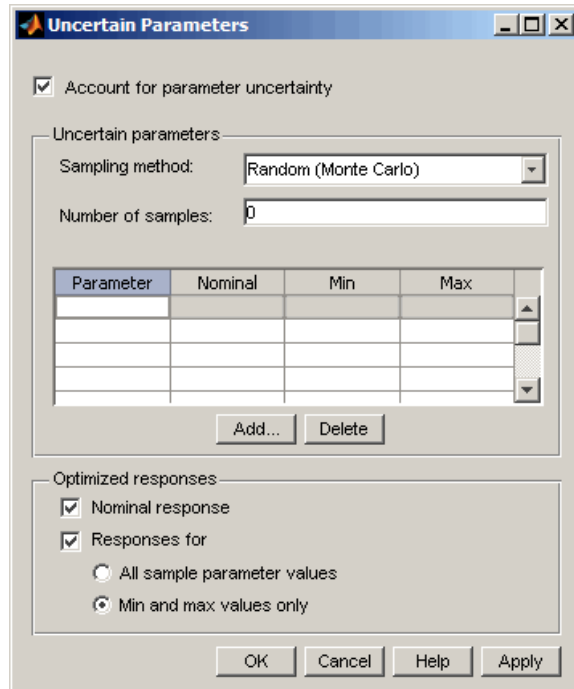 Uncertain Parameters
Account for parameter uncertainty
Uncertain parameters
Sampling method: Random (Monte Carlo)
Number of samples: 0
Parameter Nominal Min Max
Add... Delete
Optimized responses
Nominal response
Responses for
All sample parameter values
Min and max values only
OK Cancel Help Apply